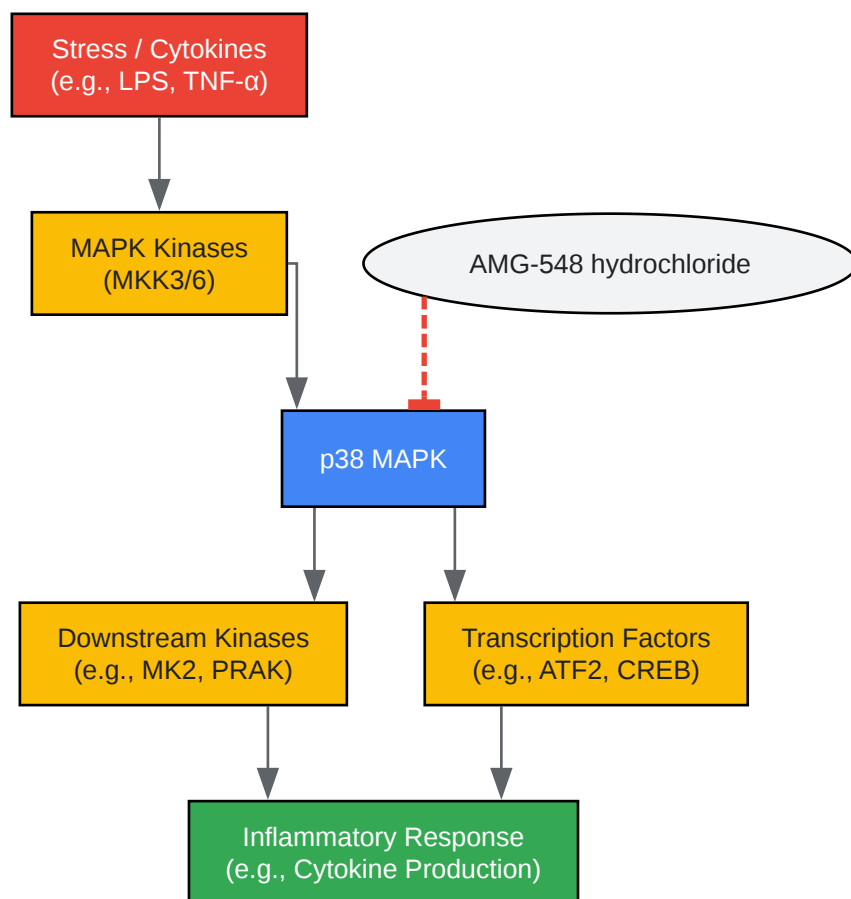 Stress / Cytokines
(e.g., LPS, TNF-α)
MAPK Kinases
(MKK3/6)
AMG-548 hydrochloride
p38 MAPK
Downstream Kinases
(e.g., MK2, PRAK)
Transcription Factors
(e.g., ATF2, CREB)
Inflammatory Response
(e.g., Cytokine Production)